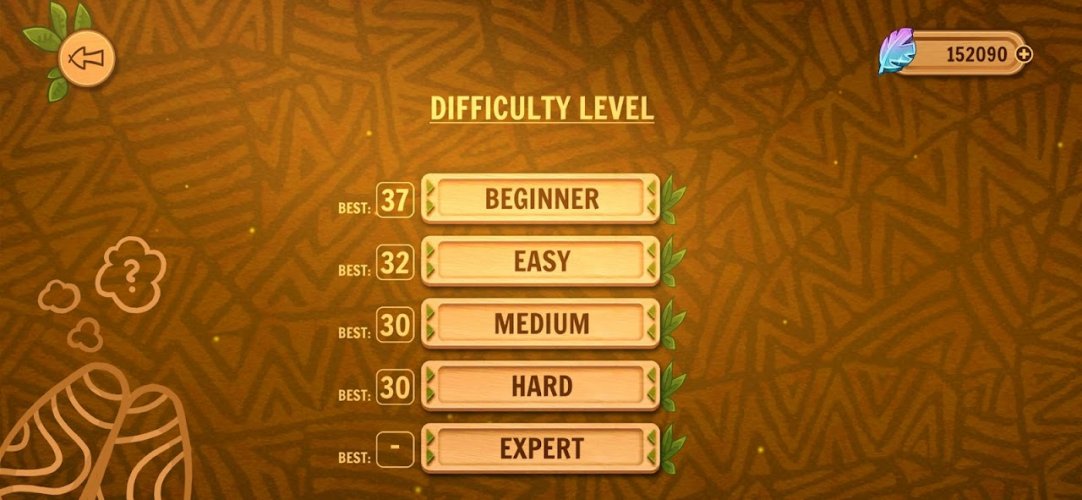 152090
DIFFICULTY LEVEL
BEST: 37 BEGINNER
BEST: 32 EASY
BEST: 30 MEDIUM
BEST: 30 HARD
BEST: - EXPERT
?